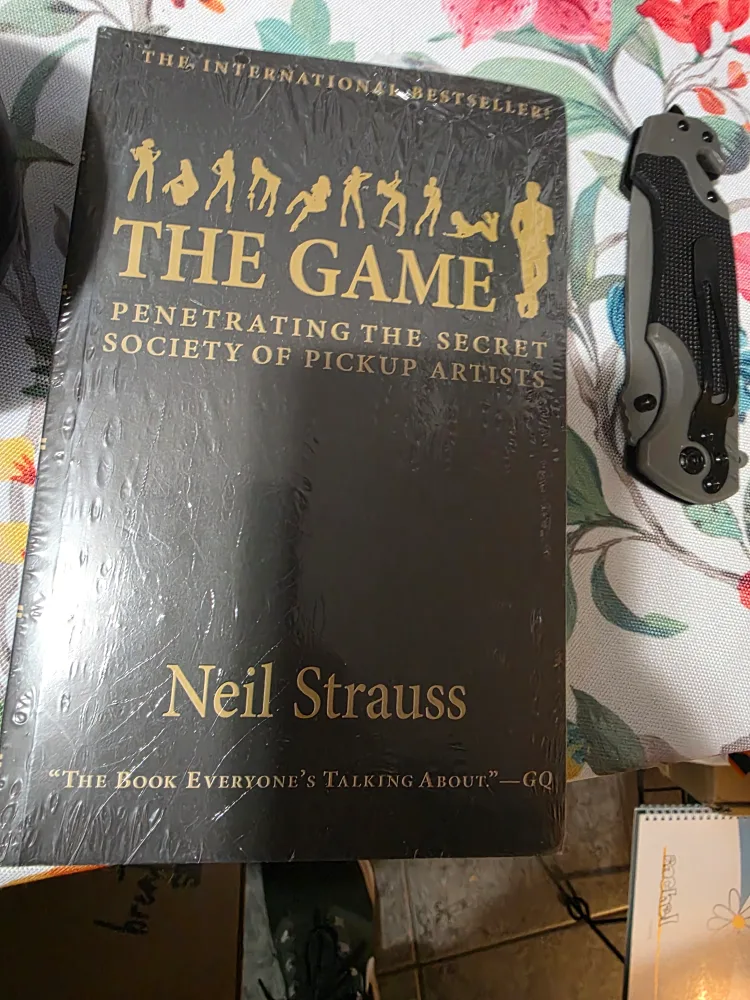 THE INTERNATIONAL BESTSELLER!
THE GAME
PENETRATING THE SECRET
SOCIETY OF PICKUP ARTISTS
Neil Strauss
“THE BOOK EVERYONE’S TALKING ABOUT.”—GQ